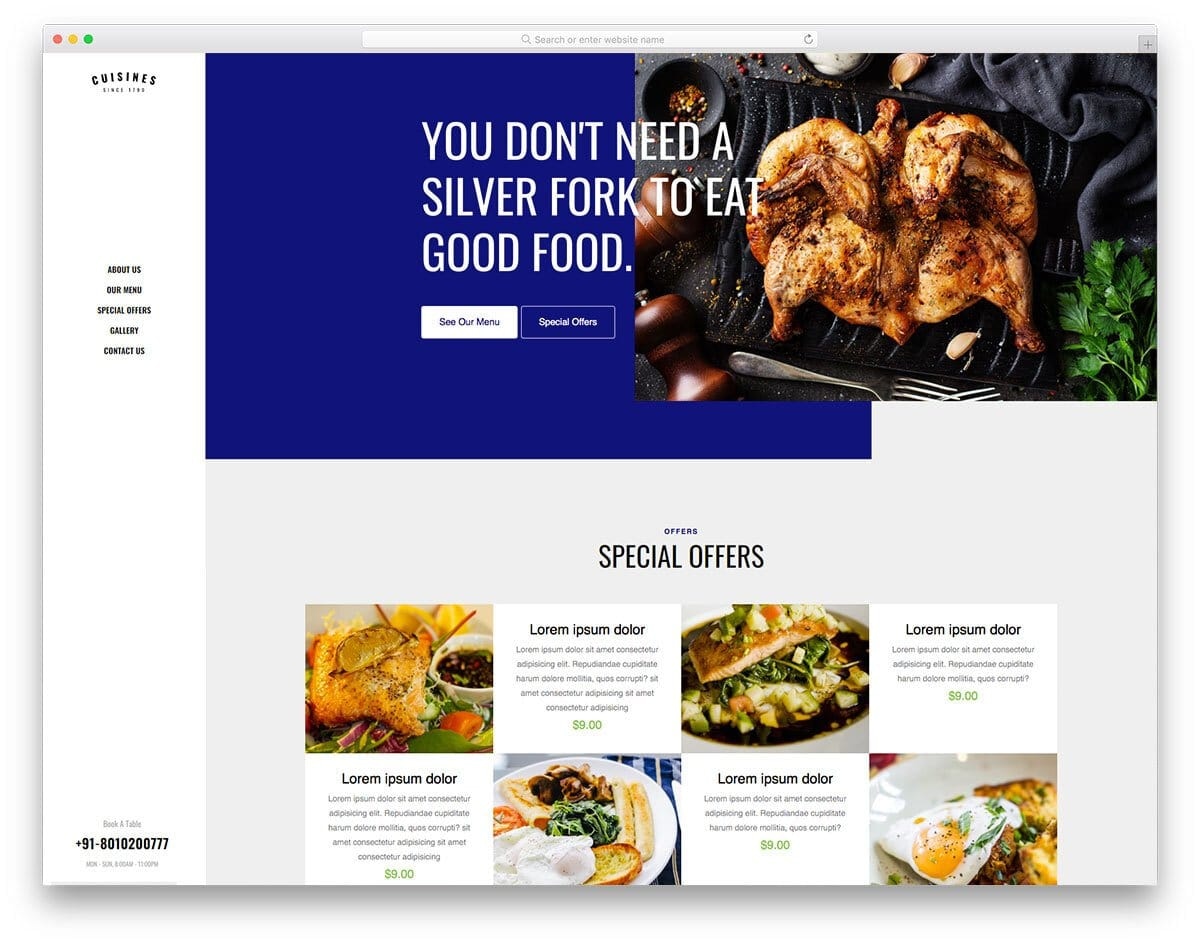 Search or enter website name
CUISINES
SINCE 1790
ABOUT US
OUR MENU
SPECIAL OFFERS
GALLERY
CONTACT US
Book A Table
+91-8010200777
MON - SUN, 8:00AM - 11:00PM
YOU DON'T NEED A
SILVER FORK TO EAT
GOOD FOOD.
See Our Menu
Special Offers
OFFERS
SPECIAL OFFERS
Lorem ipsum dolor
Lorem ipsum dolor sit amet consectetur
adipisicing elit. Repudiandae cupiditate
harum dolore mollitia, quos corrupti? sit
amet consectetur adipisicing sit amet
consectetur adipisicing
$9.00
Lorem ipsum dolor
Lorem ipsum dolor sit amet consectetur
adipisicing elit. Repudiandae cupiditate
harum dolore mollitia, quos corrupti?
$9.00
Lorem ipsum dolor
Lorem ipsum dolor sit amet consectetur
adipisicing elit. Repudiandae cupiditate
harum dolore mollitia, quos corrupti? sit
amet consectetur adipisicing sit amet
consectetur adipisicing
$9.00
Lorem ipsum dolor
Lorem ipsum dolor sit amet consectetur
adipisicing elit. Repudiandae cupiditate
harum dolore mollitia, quos corrupti?
$9.00